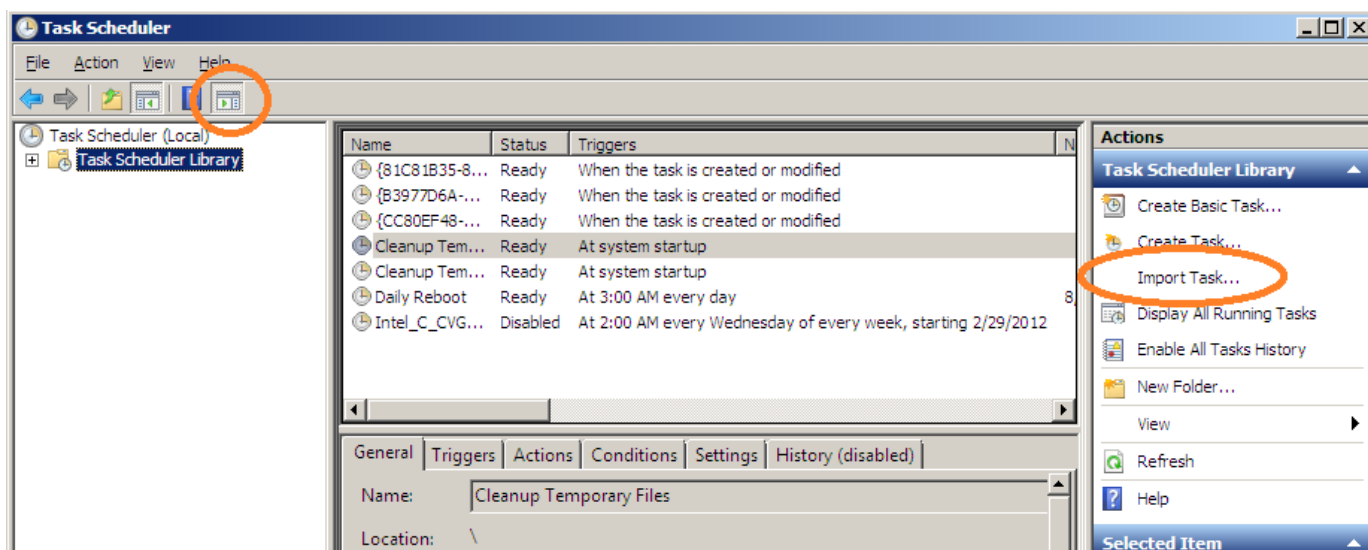 Task Scheduler
File Action View Help
Task Scheduler (Local)
Task Scheduler Library
Name Status Triggers N
{81C81B35-8... Ready When the task is created or modified
{B3977D6A-... Ready When the task is created or modified
{CC80EF48-... Ready When the task is created or modified
Cleanup Tem... Ready At system startup
Cleanup Tem... Ready At system startup
Daily Reboot Ready At 3:00 AM every day 8,
Intel_C_CVG... Disabled At 2:00 AM every Wednesday of every week, starting 2/29/2012
General Triggers Actions Conditions Settings History (disabled)
Name: Cleanup Temporary Files
Location: \
Actions
Task Scheduler Library
Create Basic Task...
Create Task...
Import Task...
Display All Running Tasks
Enable All Tasks History
New Folder...
View
Refresh
Help
Selected Item